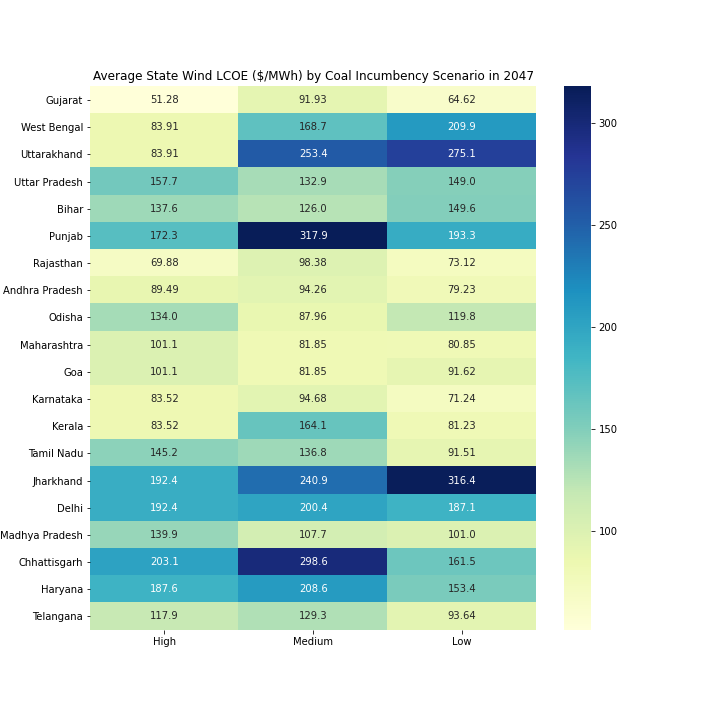 Average State Wind LCOE ($/MWh) by Coal Incumbency Scenario in 2047
Gujarat 51.28 91.93 64.62
West Bengal 83.91 168.7 209.9
Uttarakhand 83.91 253.4 275.1
Uttar Pradesh 157.7 132.9 149.0
Bihar 137.6 126.0 149.6
Punjab 172.3 317.9 193.3
Rajasthan 69.88 98.38 73.12
Andhra Pradesh 89.49 94.26 79.23
Odisha 134.0 87.96 119.8
Maharashtra 101.1 81.85 80.85
Goa 101.1 81.85 91.62
Karnataka 83.52 94.68 71.24
Kerala 83.52 164.1 81.23
Tamil Nadu 145.2 136.8 91.51
Jharkhand 192.4 240.9 316.4
Delhi 192.4 200.4 187.1
Madhya Pradesh 139.9 107.7 101.0
Chhattisgarh 203.1 298.6 161.5
Haryana 187.6 208.6 153.4
Telangana 117.9 129.3 93.64
High Medium Low
300
250
200
150
100